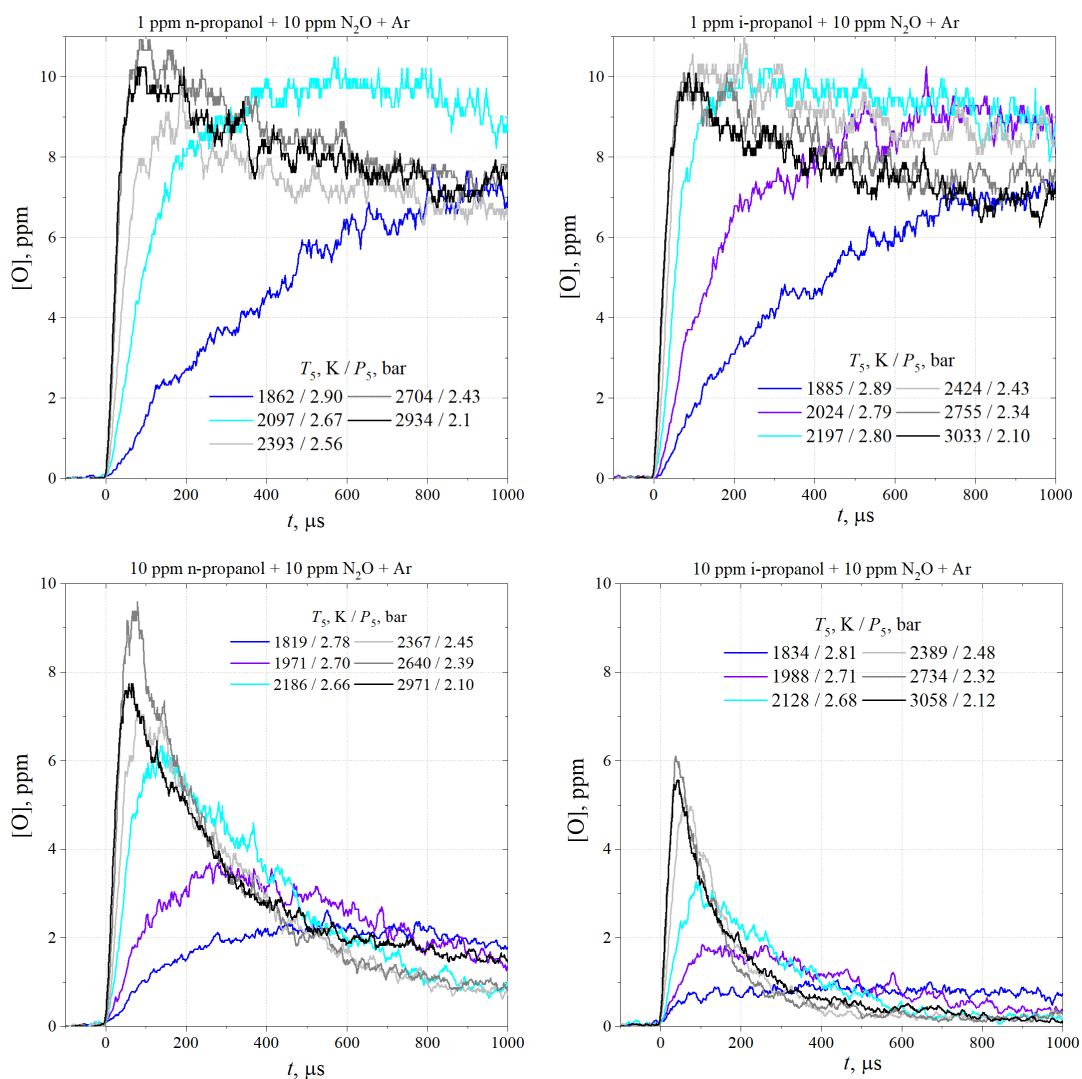 1 ppm n-propanol + 10 ppm N₂O + Ar
[O], ppm
10
8
6
4
2
0
T₅, K / P₅, bar
1862 / 2.90 2704 / 2.43
2097 / 2.67 2934 / 2.1
2393 / 2.56
0 200 400 600 800 1000
t, µs
1 ppm i-propanol + 10 ppm N₂O + Ar
[O], ppm
10
8
6
4
2
0
T₅, K / P₅, bar
1885 / 2.89 2424 / 2.43
2024 / 2.79 2755 / 2.34
2197 / 2.80 3033 / 2.10
0 200 400 600 800 1000
t, µs
10 ppm n-propanol + 10 ppm N₂O + Ar
[O], ppm
10
8
6
4
2
0
T₅, K / P₅, bar
1819 / 2.78 2367 / 2.45
1971 / 2.70 2640 / 2.39
2186 / 2.66 2971 / 2.10
0 200 400 600 800 1000
t, µs
10 ppm i-propanol + 10 ppm N₂O + Ar
[O], ppm
10
8
6
4
2
0
T₅, K / P₅, bar
1834 / 2.81 2389 / 2.48
1988 / 2.71 2734 / 2.32
2128 / 2.68 3058 / 2.12
0 200 400 600 800 1000
t, µs